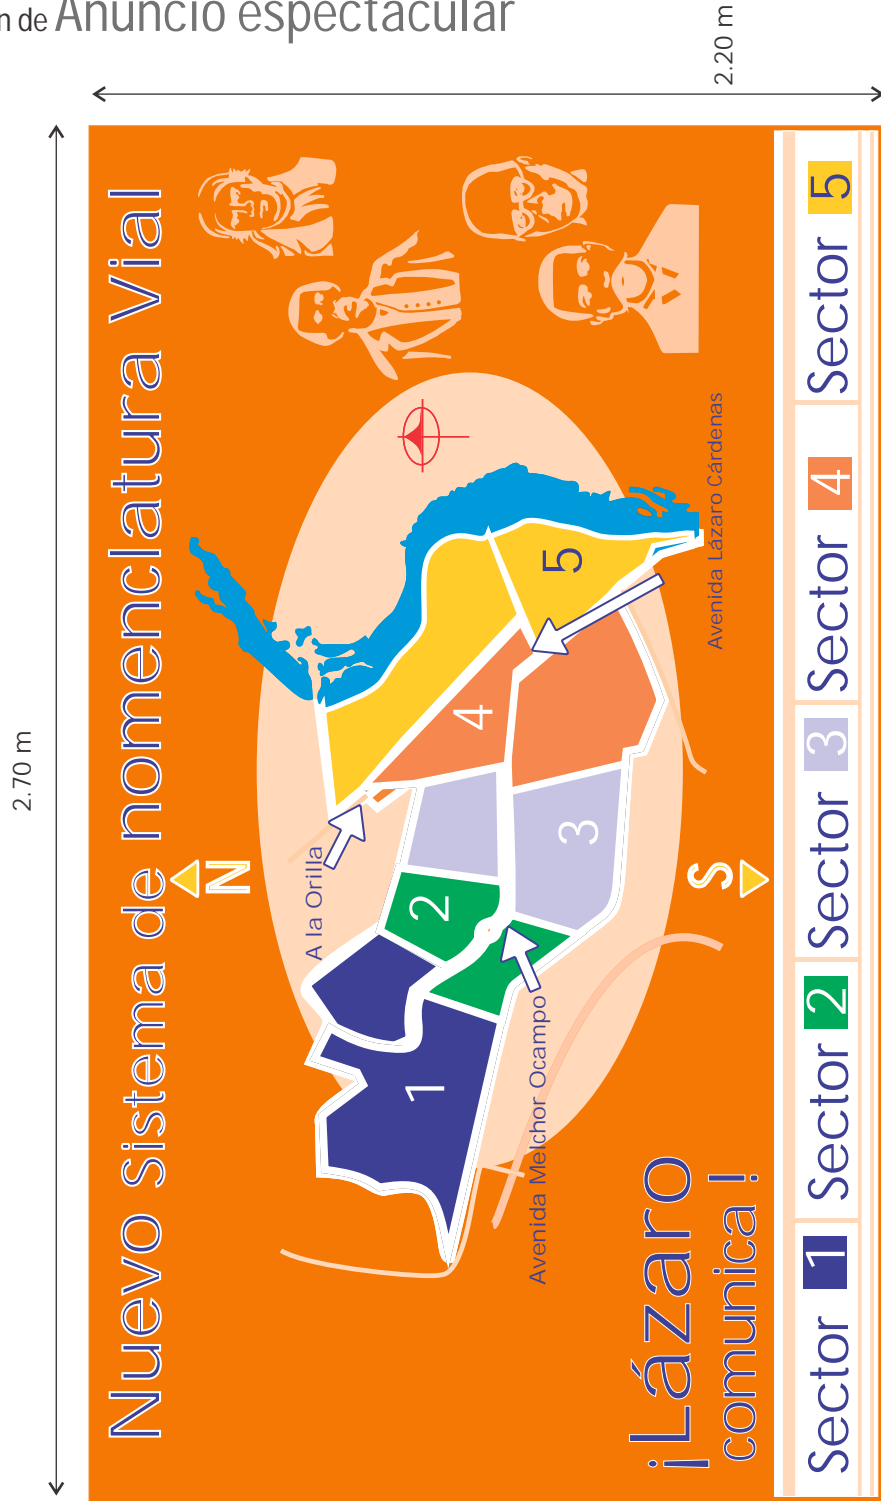 n de Anuncio espectacular
2.20 m
2.70 m
Nuevo Sistema de nomenclatura Vial
N
A la Orilla
1
2
3
4
5
Avenida Melchor Ocampo
Avenida Lázaro Cárdenas
S
¡Lázaro
comunica !
Sector 1
Sector 2
Sector 3
Sector 4
Sector 5